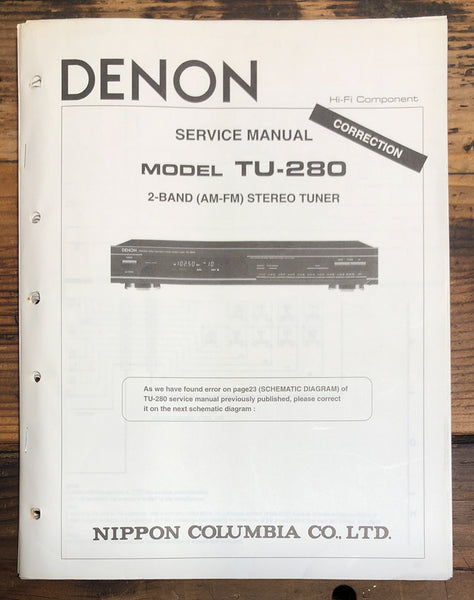 DENON
Hi-Fi Component
CORRECTION
SERVICE MANUAL
MODEL TU-280
2-BAND (AM-FM) STEREO TUNER
DENON
As we have found error on page23 (SCHEMATIC DIAGRAM) of
TU-280 service manual previously published, please correct
it on the next schematic diagram :
NIPPON COLUMBIA CO., LTD.